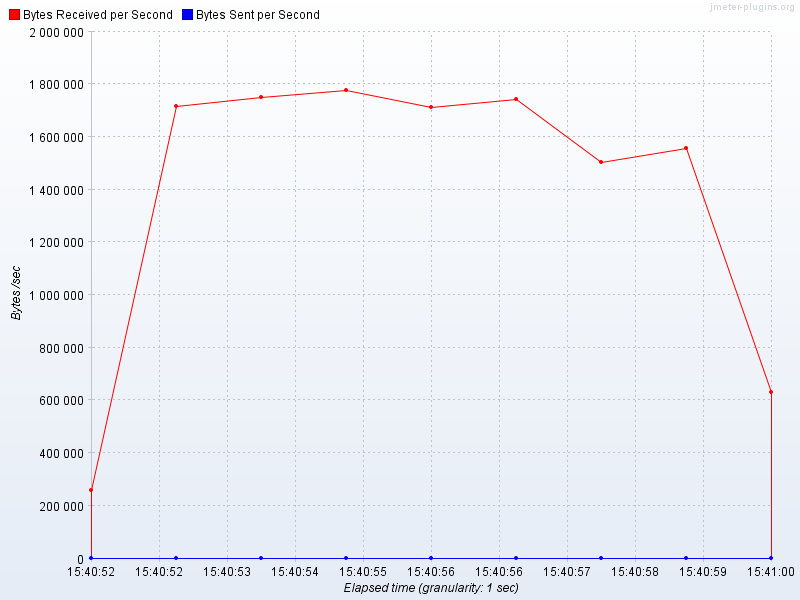 jmeter-plugins.org
Bytes Received per Second Bytes Sent per Second
2 000 000
1 800 000
1 600 000
1 400 000
1 200 000
1 000 000
800 000
600 000
400 000
200 000
0
Bytes /sec
15:40:52 15:40:52 15:40:53 15:40:54 15:40:55 15:40:56 15:40:56 15:40:57 15:40:58 15:40:59 15:41:00
Elapsed time (granularity: 1 sec)